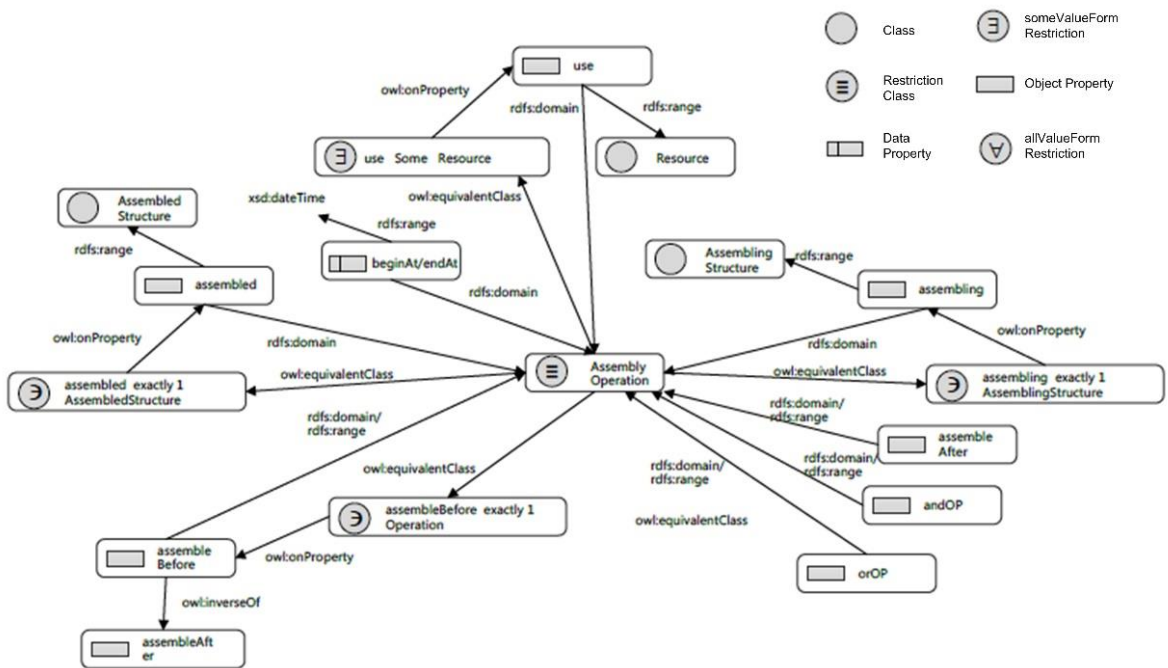 Class
someValueForm
Restriction
Restriction
Class
Object Property
Data
Property
allValueForm
Restriction
∃
≡
∀
use
owl:onProperty
rdfs:domain
rdfs:range
∃
use Some Resource
Resource
owl:equivalentClass
xsd:dateTime
rdfs:range
beginAt/endAt
rdfs:domain
Assembled
Structure
rdfs:range
assembled
owl:onProperty
rdfs:domain
Assembling
Structure
rdfs:range
assembling
owl:onProperty
rdfs:domain
≡
Assembly
Operation
owl:equivalentClass
∋
assembled exactly 1
AssembledStructure
owl:equivalentClass
∋
assembling exactly 1
AssemblingStructure
rdfs:domain/
rdfs:range
rdfs:domain/
rdfs:range
assemble
After
rdfs:domain/
rdfs:range
andOP
rdfs:domain/
rdfs:range
owl:equivalentClass
orOP
owl:equivalentClass
∋
assembleBefore exactly 1
Operation
owl:onProperty
assemble
Before
owl:inverseOf
assembleAft
er